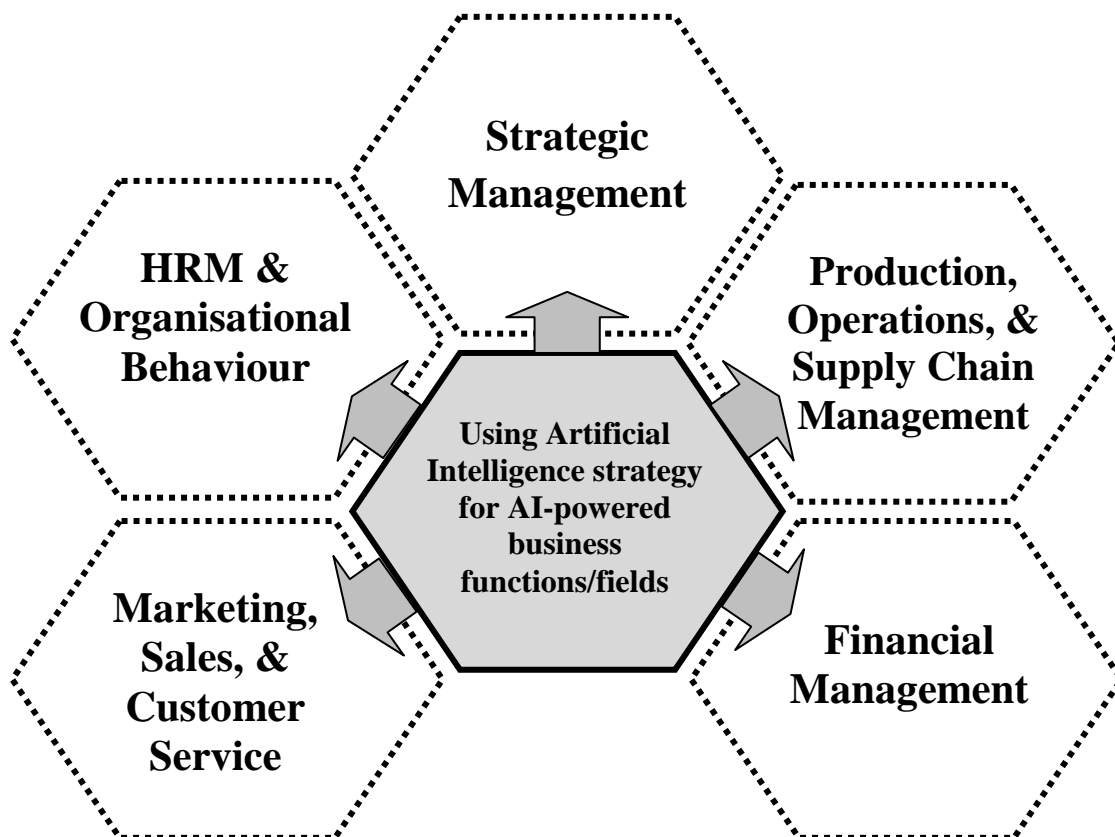 Strategic
Management
HRM &
Organisational
Behaviour
Production,
Operations, &
Supply Chain
Management
Using Artificial
Intelligence strategy
for AI-powered
business
functions/fields
Marketing,
Sales, &
Customer
Service
Financial
Management